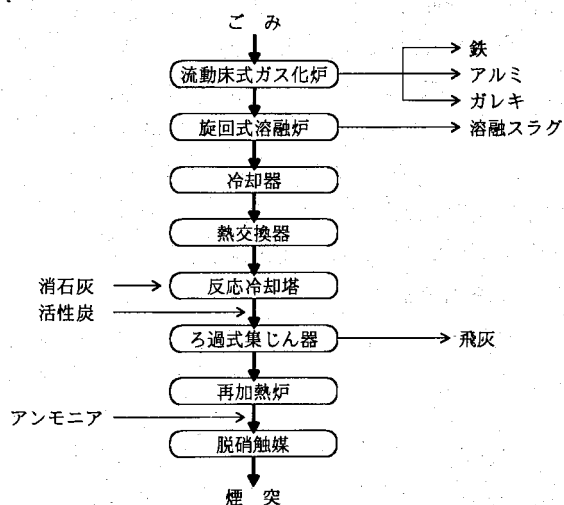 ごみ
流動床式ガス化炉
鉄
アルミ
ガレキ
旋回式溶融炉
溶融スラグ
冷却器
熱交換器
消石灰
反応冷却塔
活性炭
ろ過式集じん器
飛灰
再加熱炉
アンモニア
脱硝触媒
煙突